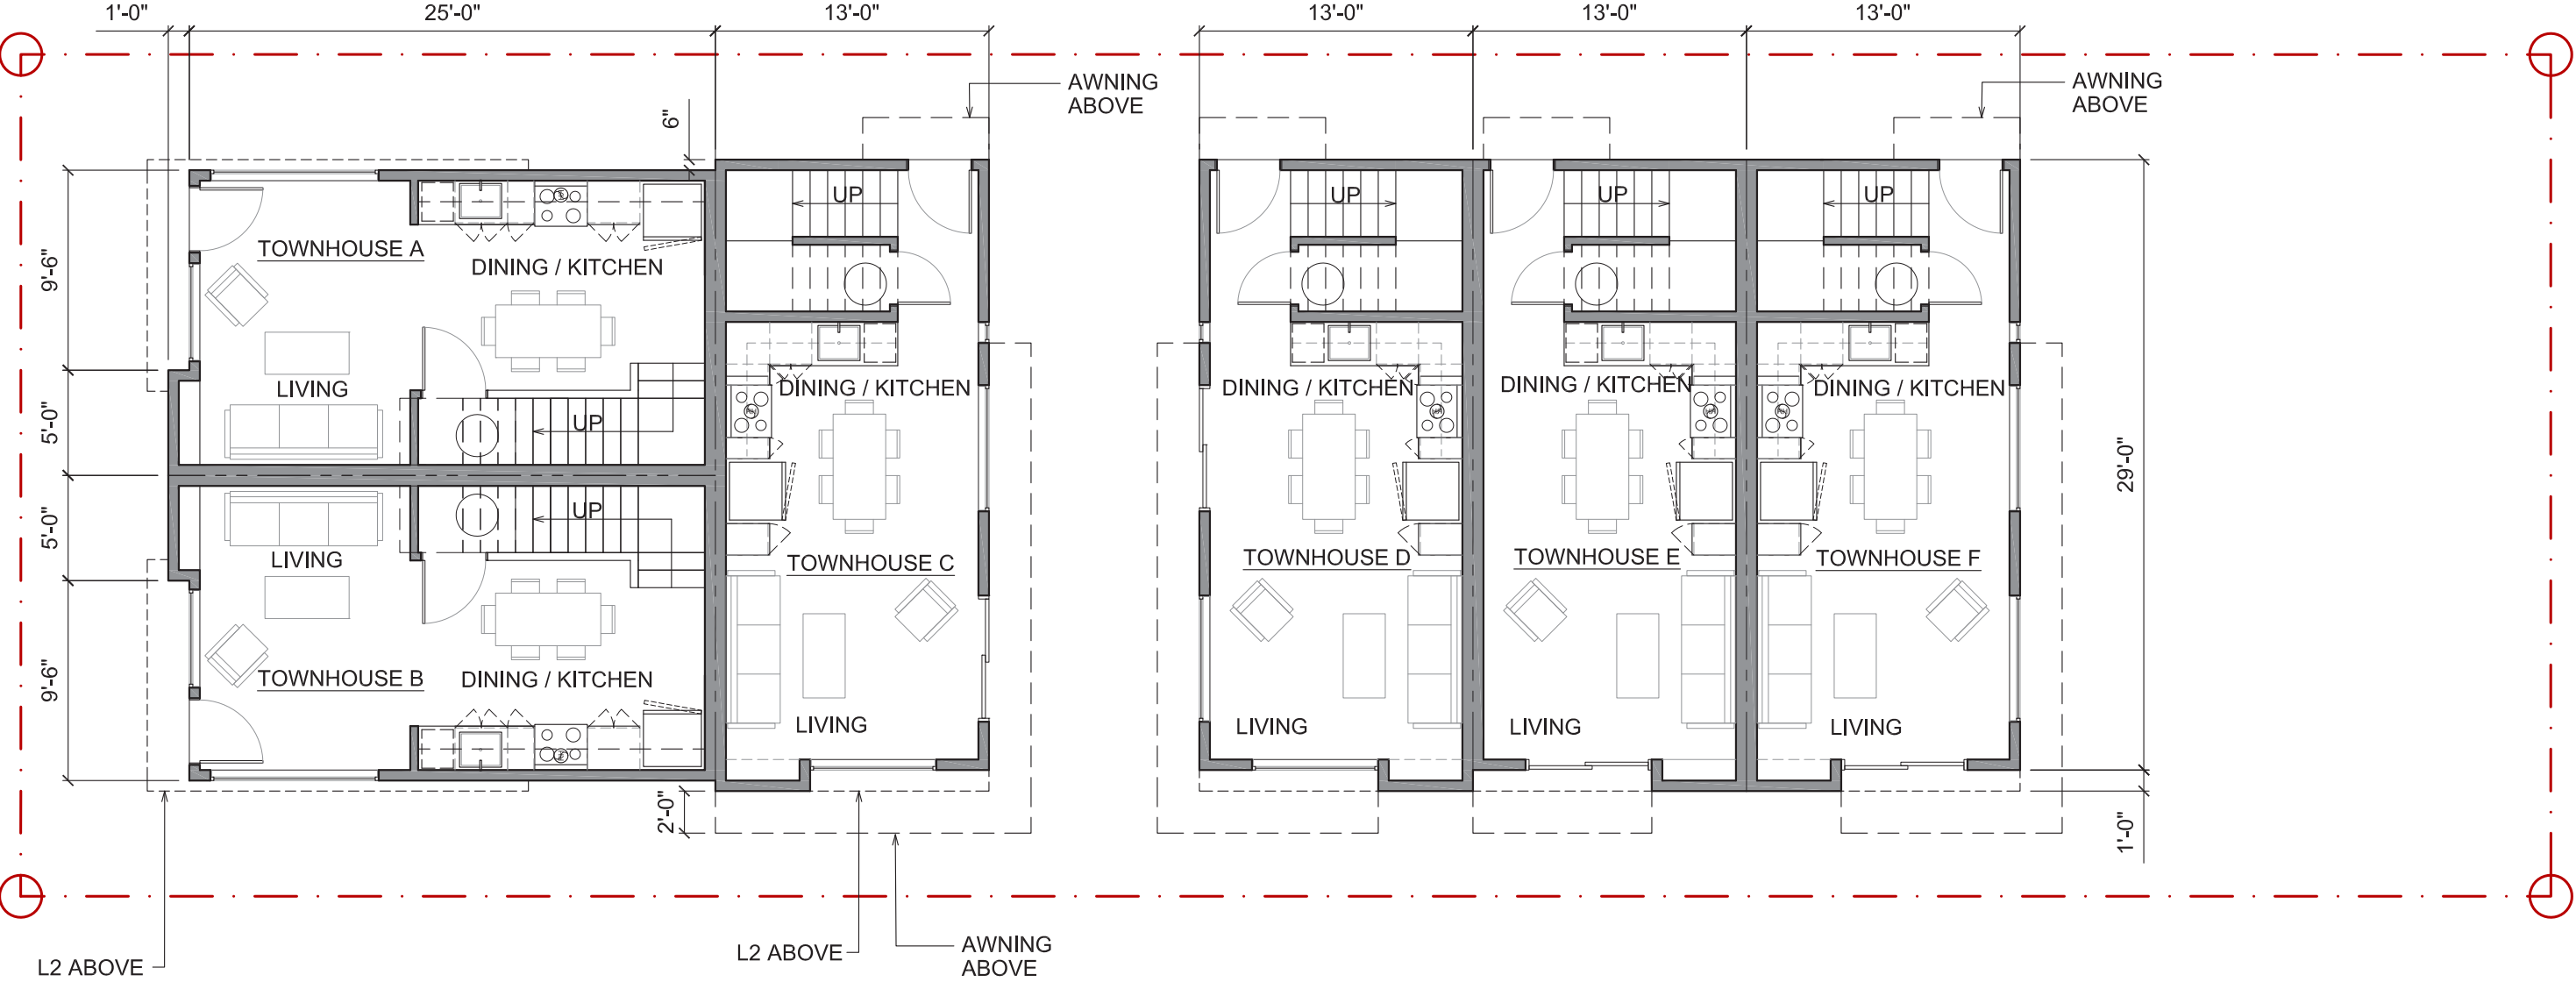 1'-0" 25'-0" 13'-0" 13'-0" 13'-0" 13'-0"
AWNING
ABOVE
AWNING
ABOVE
6"
UP UP UP UP
TOWNHOUSE A
DINING / KITCHEN
9'-6"
LIVING
DINING / KITCHEN DINING / KITCHEN DINING / KITCHEN DINING / KITCHEN
5'-0"
UP
29'-0"
UP
5'-0"
LIVING
TOWNHOUSE C TOWNHOUSE D TOWNHOUSE E TOWNHOUSE F
9'-6"
TOWNHOUSE B
DINING / KITCHEN
LIVING LIVING LIVING LIVING
2'-0"
1'-0"
L2 ABOVE
L2 ABOVE
AWNING
ABOVE